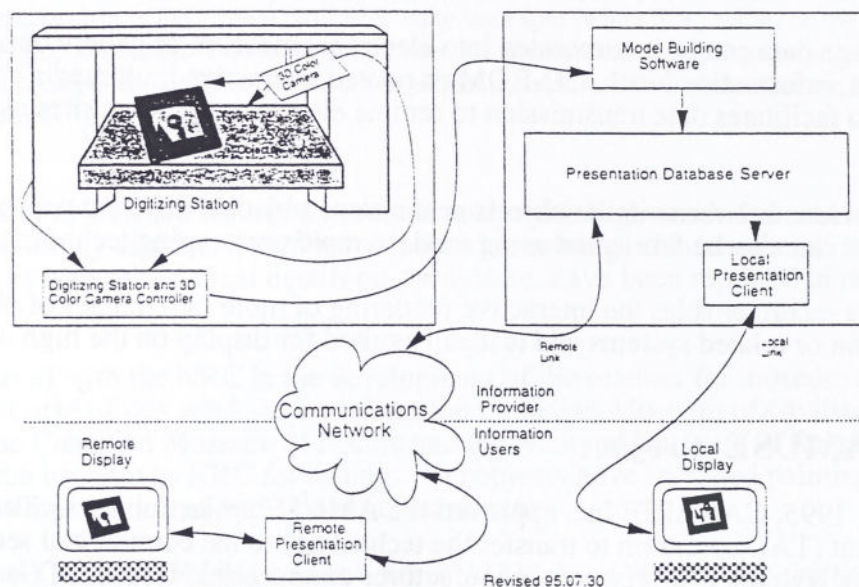 3D Color
Camera
Digitizing Station
Digitizing Station and 3D
Color Camera Controller
Model Building
Software
Presentation Database Server
Local
Presentation
Client
Remote
Link
Local
Link
Communications
Network
Information
Provider
Information
Users
Remote
Display
Local
Display
Remote
Presentation
Client
Revised 95.07.30